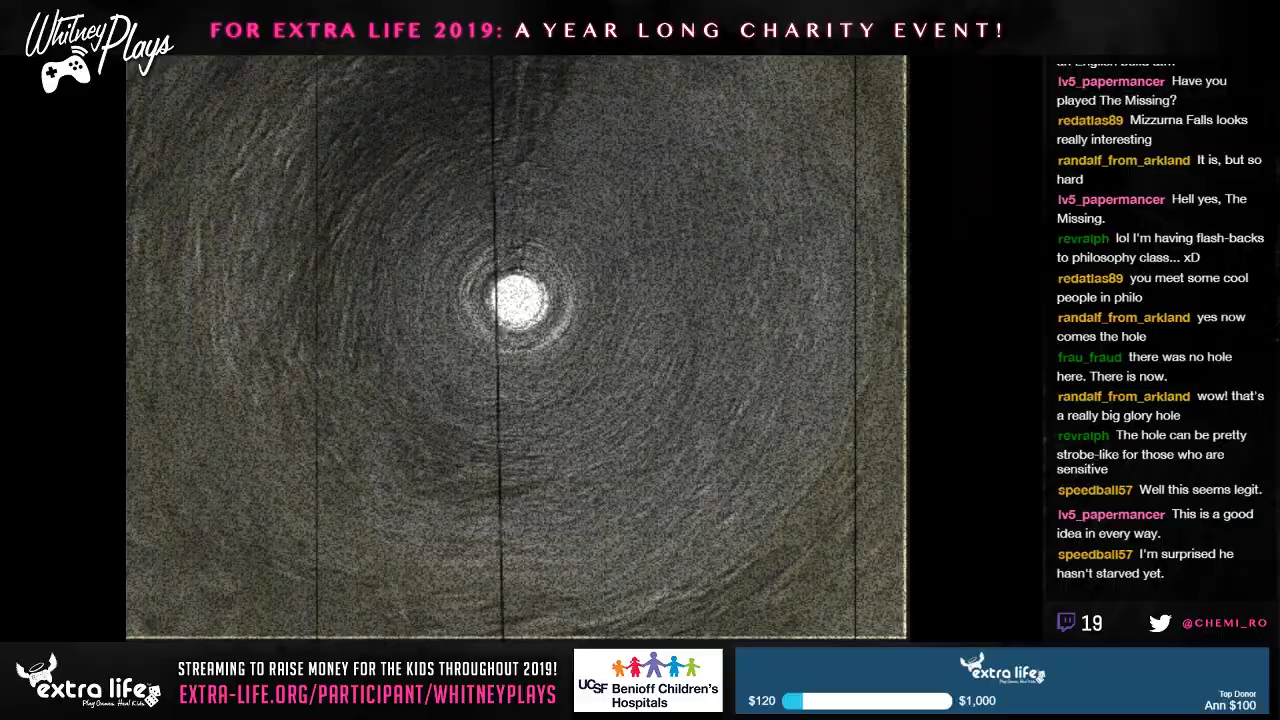 Whitney Plays
FOR EXTRA LIFE 2019: A YEAR LONG CHARITY EVENT!
lv5_papermancer Have you
played The Missing?
redatlas89 Mizzurna Falls looks
really interesting
randalf_from_arkland It is, but so
hard
lv5_papermancer Hell yes, The
Missing.
revralph lol I'm having flash-backs
to philosophy class... xD
redatlas89 you meet some cool
people in philo
randalf_from_arkland yes now
comes the hole
frau_fraud there was no hole
here. There is now.
randalf_from_arkland wow! that's
a really big glory hole
revralph The hole can be pretty
strobe-like for those who are
sensitive
speedball57 Well this seems legit.
lv5_papermancer This is a good
idea in every way.
speedball57 I'm surprised he
hasn't starved yet.
19
@CHEMI_RO
extra life
Play Games. Heal Kids.
STREAMING TO RAISE MONEY FOR THE KIDS THROUGHOUT 2019!
EXTRA-LIFE.ORG/PARTICIPANT/WHITNEYPLAYS
UCSF Benioff Children's
Hospitals
extra life
Play Games. Heal Kids.
$120
$1,000
Top Donor
Ann $100